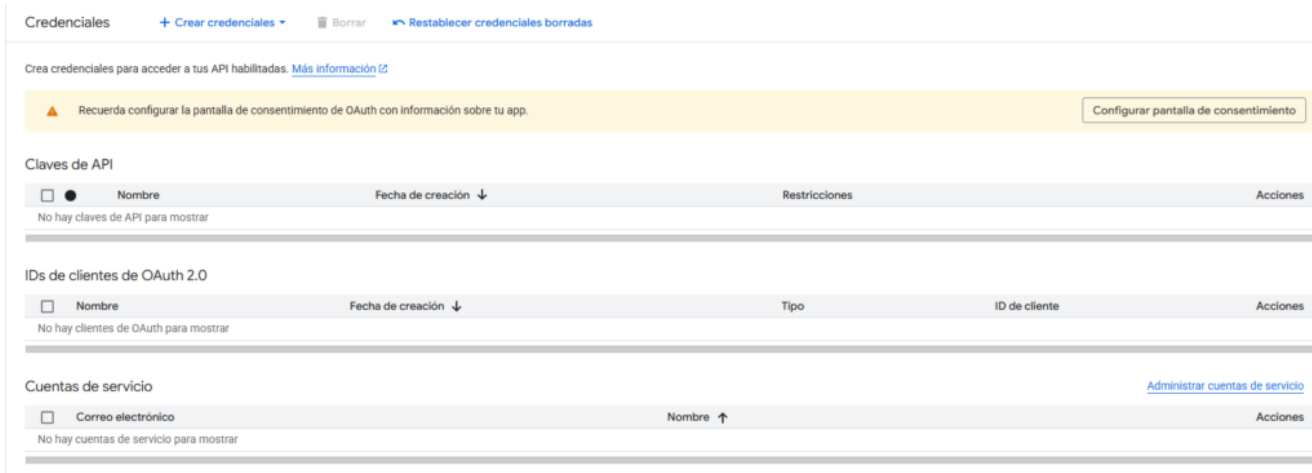 Credenciales + Crear credenciales Borrar Restablecer credenciales borradas
Crea credenciales para acceder a tus API habilitadas. Más información
Recuerda configurar la pantalla de consentimiento de OAuth con información sobre tu app. Configurar pantalla de consentimiento
Claves de API
Nombre Fecha de creación Restricciones Acciones
No hay claves de API para mostrar
IDs de clientes de OAuth 2.0
Nombre Fecha de creación Tipo ID de cliente Acciones
No hay clientes de OAuth para mostrar
Cuentas de servicio Administrar cuentas de servicio
Correo electrónico Nombre Acciones
No hay cuentas de servicio para mostrar